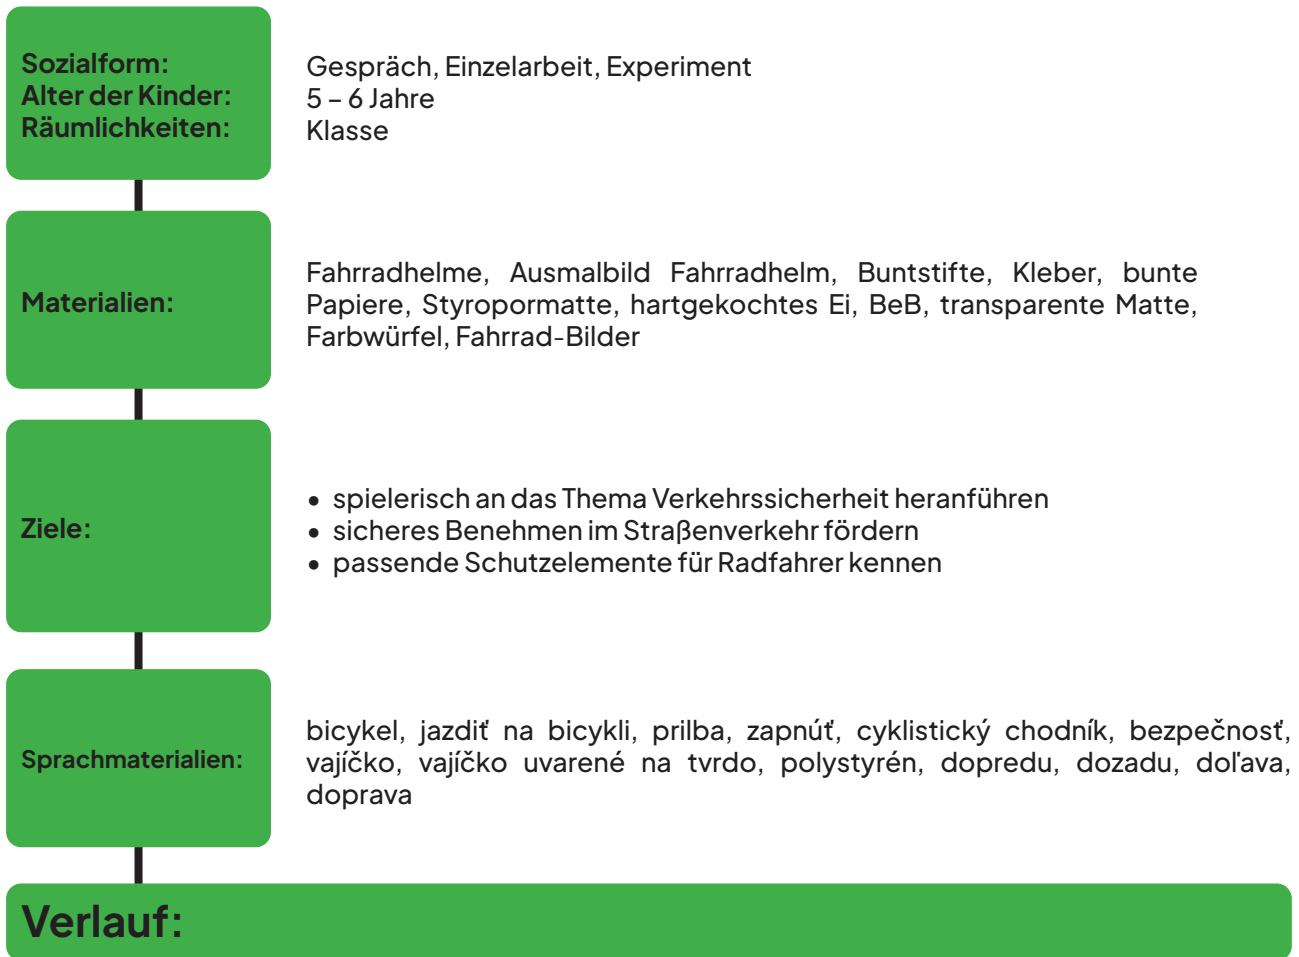 Sozialform:
Alter der Kinder:
Räumlichkeiten:
Gespräch, Einzelarbeit, Experiment
5 – 6 Jahre
Klasse
Materialien:
Fahrradhelme, Ausmalbild Fahrradhelm, Buntstifte, Kleber, bunte
Papiere, Styropormatte, hartgekochtes Ei, BeB, transparente Matte,
Farbwürfel, Fahrrad-Bilder
Ziele:
• spielerisch an das Thema Verkehrssicherheit heranführen
• sicheres Benehmen im Straßenverkehr fördern
• passende Schutzelemente für Radfahrer kennen
Sprachmaterialien:
bicykel, jazdiť na bicykli, prilba, zapnúť, cyklistický chodník, bezpečnosť,
vajíčko, vajíčko uvarené na tvrdo, polystyrén, dopredu, dozadu, doľava,
doprava
Verlauf: